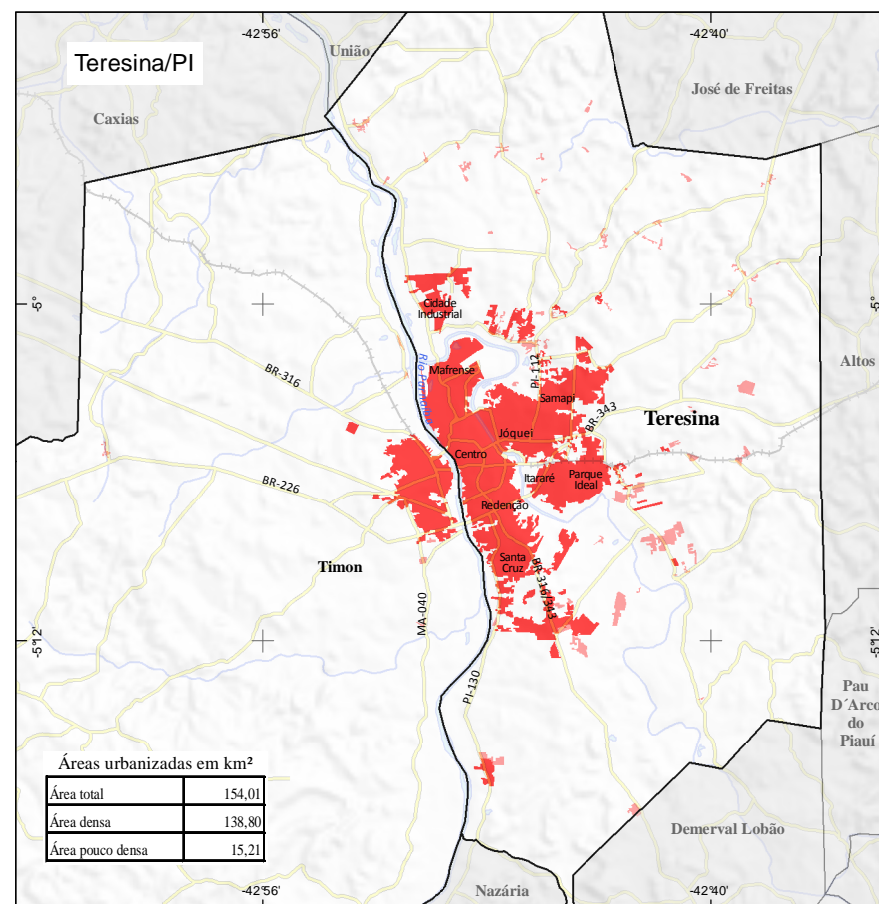 -42°56'
-42°40'
União
Teresina/PI
José de Freitas
Caxias
-5°
-5°
Cidade
Industrial
BR-316
Rio Parnaíba
Mafrense
PI-112
Altos
Samapi
BR-343
Teresina
Jóquei
Centro
BR-226
Itararé
Parque
Ideal
Redenção
Timon
Santa
Cruz
BR-316/343
MA-040
-5°12'
-5°12'
PI-130
Pau
D´Arco
do
Piauí
Áreas urbanizadas em km²
Área total 154,01
Área densa 138,80
Área pouco densa 15,21
Demerval Lobão
Nazária
-42°56'
-42°40'